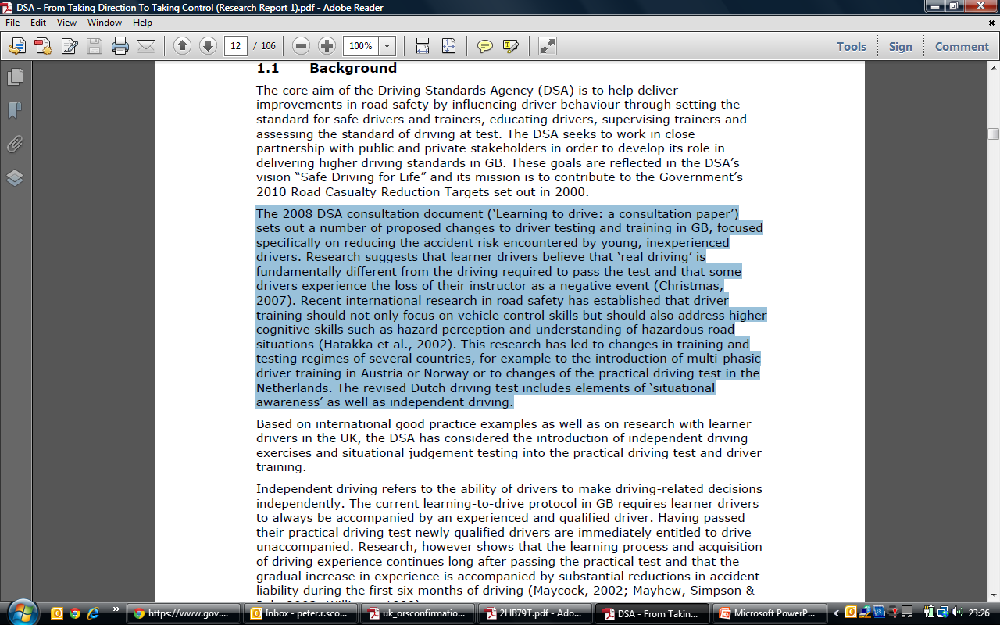 DSA - From Taking Direction To Taking Control (Research Report 1).pdf - Adobe Reader
File Edit View Window Help
12 / 106 100% Tools Sign Comment
1.1 Background
The core aim of the Driving Standards Agency (DSA) is to help deliver
improvements in road safety by influencing driver behaviour through setting the
standard for safe drivers and trainers, educating drivers, supervising trainers and
assessing the standard of driving at test. The DSA seeks to work in close
partnership with public and private stakeholders in order to develop its role in
delivering higher driving standards in GB. These goals are reflected in the DSA’s
vision “Safe Driving for Life” and its mission is to contribute to the Government’s
2010 Road Casualty Reduction Targets set out in 2000.
The 2008 DSA consultation document (‘Learning to drive: a consultation paper’)
sets out a number of proposed changes to driver testing and training in GB, focused
specifically on reducing the accident risk encountered by young, inexperienced
drivers. Research suggests that learner drivers believe that ‘real driving’ is
fundamentally different from the driving required to pass the test and that some
drivers experience the loss of their instructor as a negative event (Christmas,
2007). Recent international research in road safety has established that driver
training should not only focus on vehicle control skills but should also address higher
cognitive skills such as hazard perception and understanding of hazardous road
situations (Hatakka et al., 2002). This research has led to changes in training and
testing regimes of several countries, for example to the introduction of multi-phasic
driver training in Austria or Norway or to changes of the practical driving test in the
Netherlands. The revised Dutch driving test includes elements of ‘situational
awareness’ as well as independent driving.
Based on international good practice examples as well as on research with learner
drivers in the UK, the DSA has considered the introduction of independent driving
exercises and situational judgement testing into the practical driving test and driver
training.
Independent driving refers to the ability of drivers to make driving-related decisions
independently. The current learning-to-drive protocol in GB requires learner drivers
to always be accompanied by an experienced and qualified driver. Having passed
their practical driving test newly qualified drivers are immediately entitled to drive
unaccompanied. Research, however shows that the learning process and acquisition
of driving experience continues long after passing the practical test and that the
gradual increase in experience is accompanied by substantial reductions in accident
liability during the first six months of driving (Maycock, 2002; Mayhew, Simpson &
https://www.gov.... Inbox - peter.r.sco... uk_orsconfirmatio... 2HB79T.pdf - Ado... DSA - From Takin... Microsoft PowerP... 23:26